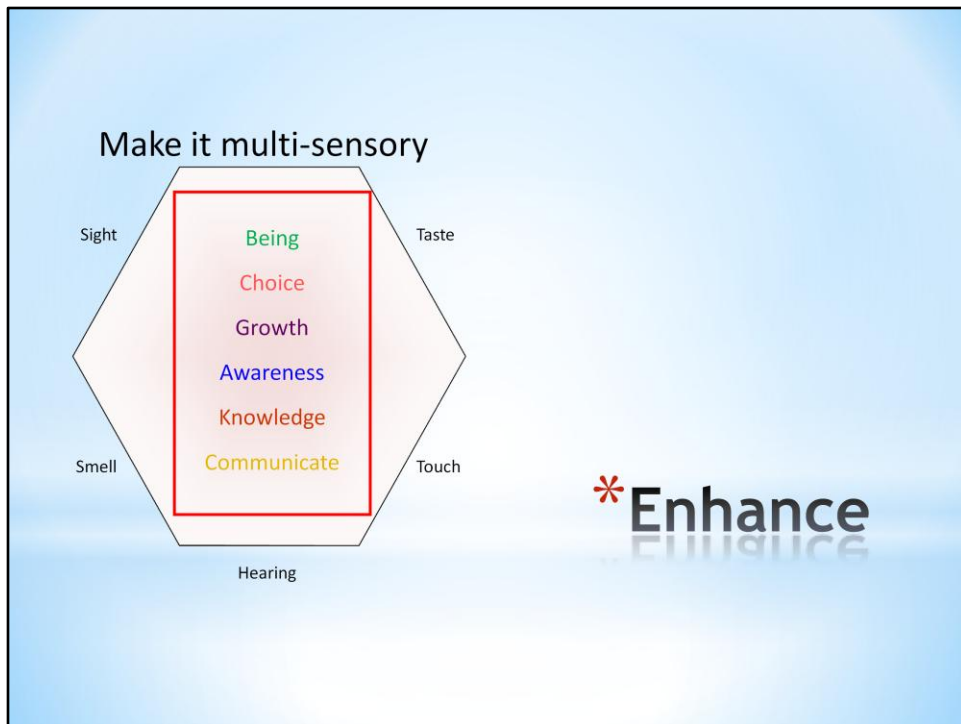 Make it multi-sensory
Sight
Taste
Being
Choice
Growth
Awareness
Knowledge
Communicate
Smell
Touch
Hearing
*Enhance